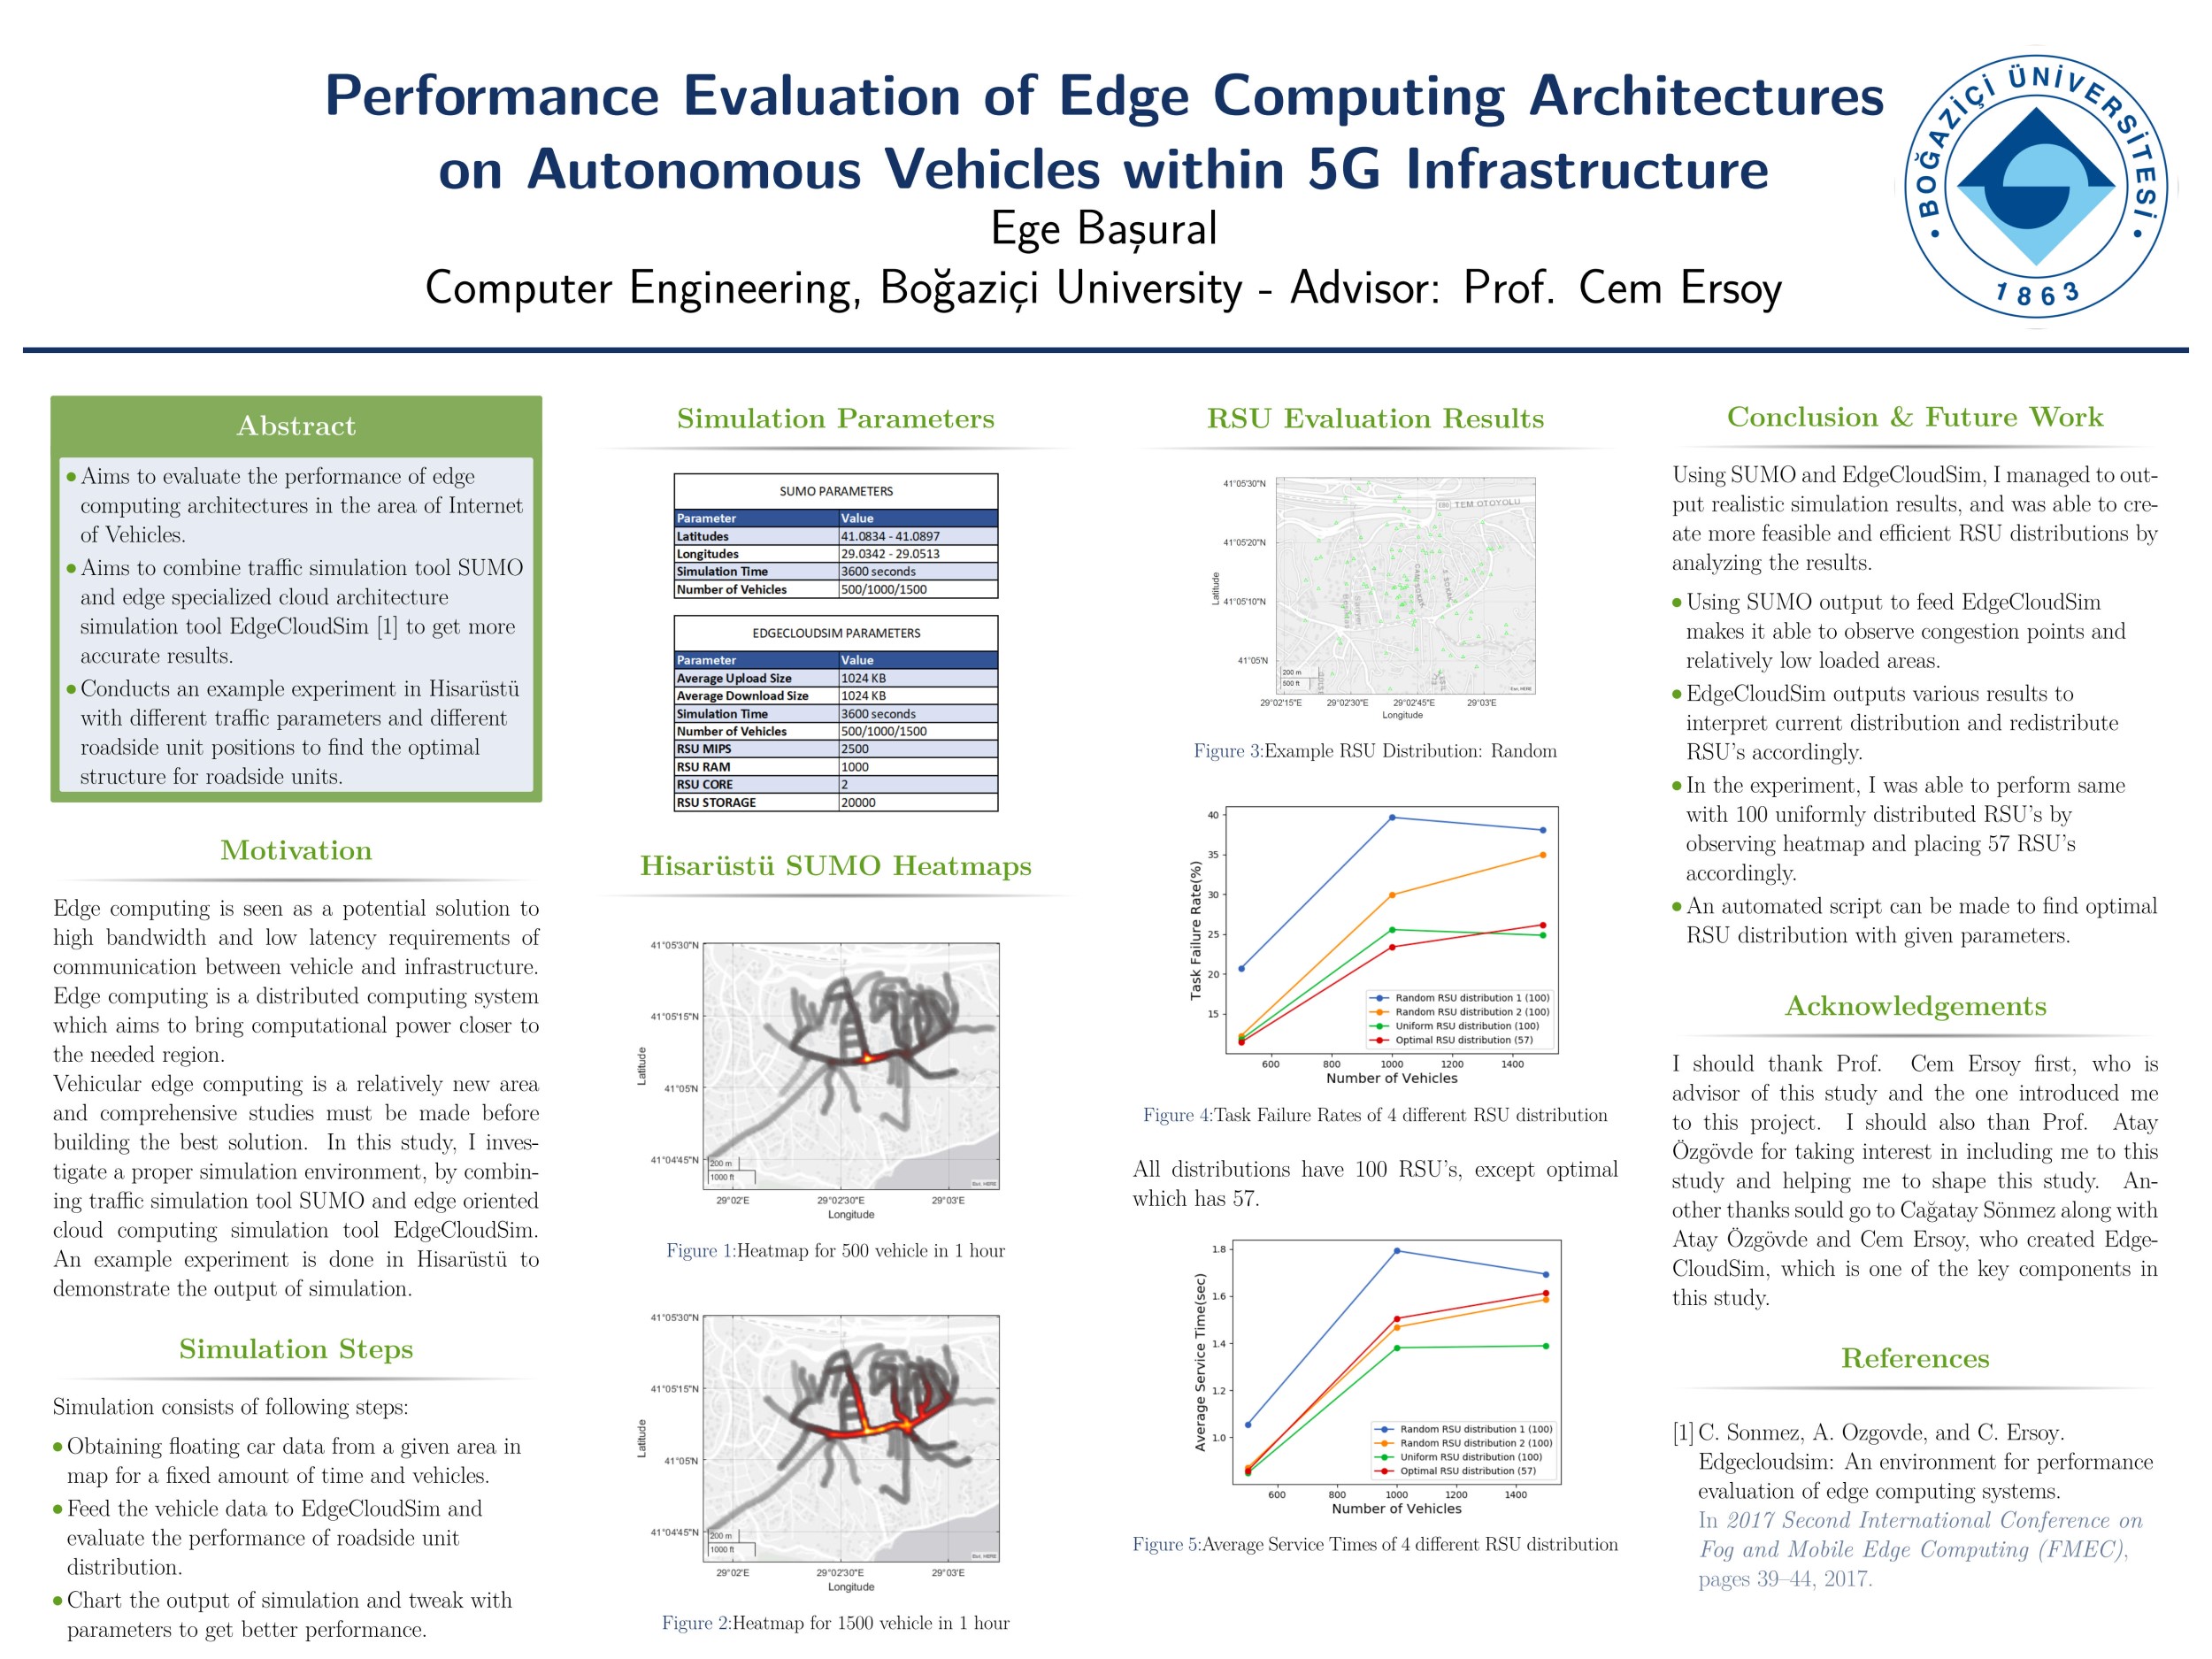 Performance Evaluation of Edge Computing Architectures
on Autonomous Vehicles within 5G Infrastructure
Ege Başural
Computer Engineering, Boğaziçi University - Advisor: Prof. Cem Ersoy
• BOĞAZİÇİ ÜNİVERSİTESİ •
1863
Abstract
• Aims to evaluate the performance of edge
computing architectures in the area of Internet
of Vehicles.
• Aims to combine traffic simulation tool SUMO
and edge specialized cloud architecture
simulation tool EdgeCloudSim [1] to get more
accurate results.
• Conducts an example experiment in Hisarüstü
with different traffic parameters and different
roadside unit positions to find the optimal
structure for roadside units.
Motivation
Edge computing is seen as a potential solution to
high bandwidth and low latency requirements of
communication between vehicle and infrastructure.
Edge computing is a distributed computing system
which aims to bring computational power closer to
the needed region.
Vehicular edge computing is a relatively new area
and comprehensive studies must be made before
building the best solution. In this study, I inves-
tigate a proper simulation environment, by combin-
ing traffic simulation tool SUMO and edge oriented
cloud computing simulation tool EdgeCloudSim.
An example experiment is done in Hisarüstü to
demonstrate the output of simulation.
Simulation Steps
Simulation consists of following steps:
• Obtaining floating car data from a given area in
map for a fixed amount of time and vehicles.
• Feed the vehicle data to EdgeCloudSim and
evaluate the performance of roadside unit
distribution.
• Chart the output of simulation and tweak with
parameters to get better performance.
Simulation Parameters
SUMO PARAMETERS
Parameter Value
Latitudes 41.0834 - 41.0897
Longitudes 29.0342 - 29.0513
Simulation Time 3600 seconds
Number of Vehicles 500/1000/1500
EDGECLOUDSIM PARAMETERS
Parameter Value
Average Upload Size 1024 KB
Average Download Size 1024 KB
Simulation Time 3600 seconds
Number of Vehicles 500/1000/1500
RSU MIPS 2500
RSU RAM 1000
RSU CORE 2
RSU STORAGE 20000
Hisarüstü SUMO Heatmaps
41°05'30"N
41°05'15"N
41°05'N
41°04'45"N
Latitude
200 m
1000 ft
Esri, HERE
29°02'E 29°02'30"E 29°03'E
Longitude
Figure 1:Heatmap for 500 vehicle in 1 hour
41°05'30"N
41°05'15"N
41°05'N
41°04'45"N
Latitude
200 m
1000 ft
Esri, HERE
29°02'E 29°02'30"E 29°03'E
Longitude
Figure 2:Heatmap for 1500 vehicle in 1 hour
RSU Evaluation Results
41°05'30"N
41°05'20"N
41°05'10"N
41°05'N
Latitude
E80 TEM OTOYOLU
200 m
500 ft
Esri, HERE
29°02'15"E 29°02'30"E 29°02'45"E 29°03'E
Longitude
Figure 3:Example RSU Distribution: Random
40
35
30
25
20
15
Task Failure Rate(%)
Random RSU distribution 1 (100)
Random RSU distribution 2 (100)
Uniform RSU distribution (100)
Optimal RSU distribution (57)
600 800 1000 1200 1400
Number of Vehicles
Figure 4:Task Failure Rates of 4 different RSU distribution
All distributions have 100 RSU's, except optimal
which has 57.
1.8
1.6
1.4
1.2
1.0
Average Service Time(sec)
Random RSU distribution 1 (100)
Random RSU distribution 2 (100)
Uniform RSU distribution (100)
Optimal RSU distribution (57)
600 800 1000 1200 1400
Number of Vehicles
Figure 5:Average Service Times of 4 different RSU distribution
Conclusion & Future Work
Using SUMO and EdgeCloudSim, I managed to out-
put realistic simulation results, and was able to cre-
ate more feasible and efficient RSU distributions by
analyzing the results.
• Using SUMO output to feed EdgeCloudSim
makes it able to observe congestion points and
relatively low loaded areas.
• EdgeCloudSim outputs various results to
interpret current distribution and redistribute
RSU's accordingly.
• In the experiment, I was able to perform same
with 100 uniformly distributed RSU's by
observing heatmap and placing 57 RSU's
accordingly.
• An automated script can be made to find optimal
RSU distribution with given parameters.
Acknowledgements
I should thank Prof. Cem Ersoy first, who is
advisor of this study and the one introduced me
to this project. I should also than Prof. Atay
Özgövde for taking interest in including me to this
study and helping me to shape this study. An-
other thanks sould go to Cağatay Sönmez along with
Atay Özgövde and Cem Ersoy, who created Edge-
CloudSim, which is one of the key components in
this study.
References
[1] C. Sonmez, A. Ozgovde, and C. Ersoy.
Edgecloudsim: An environment for performance
evaluation of edge computing systems.
In 2017 Second International Conference on
Fog and Mobile Edge Computing (FMEC),
pages 39–44, 2017.